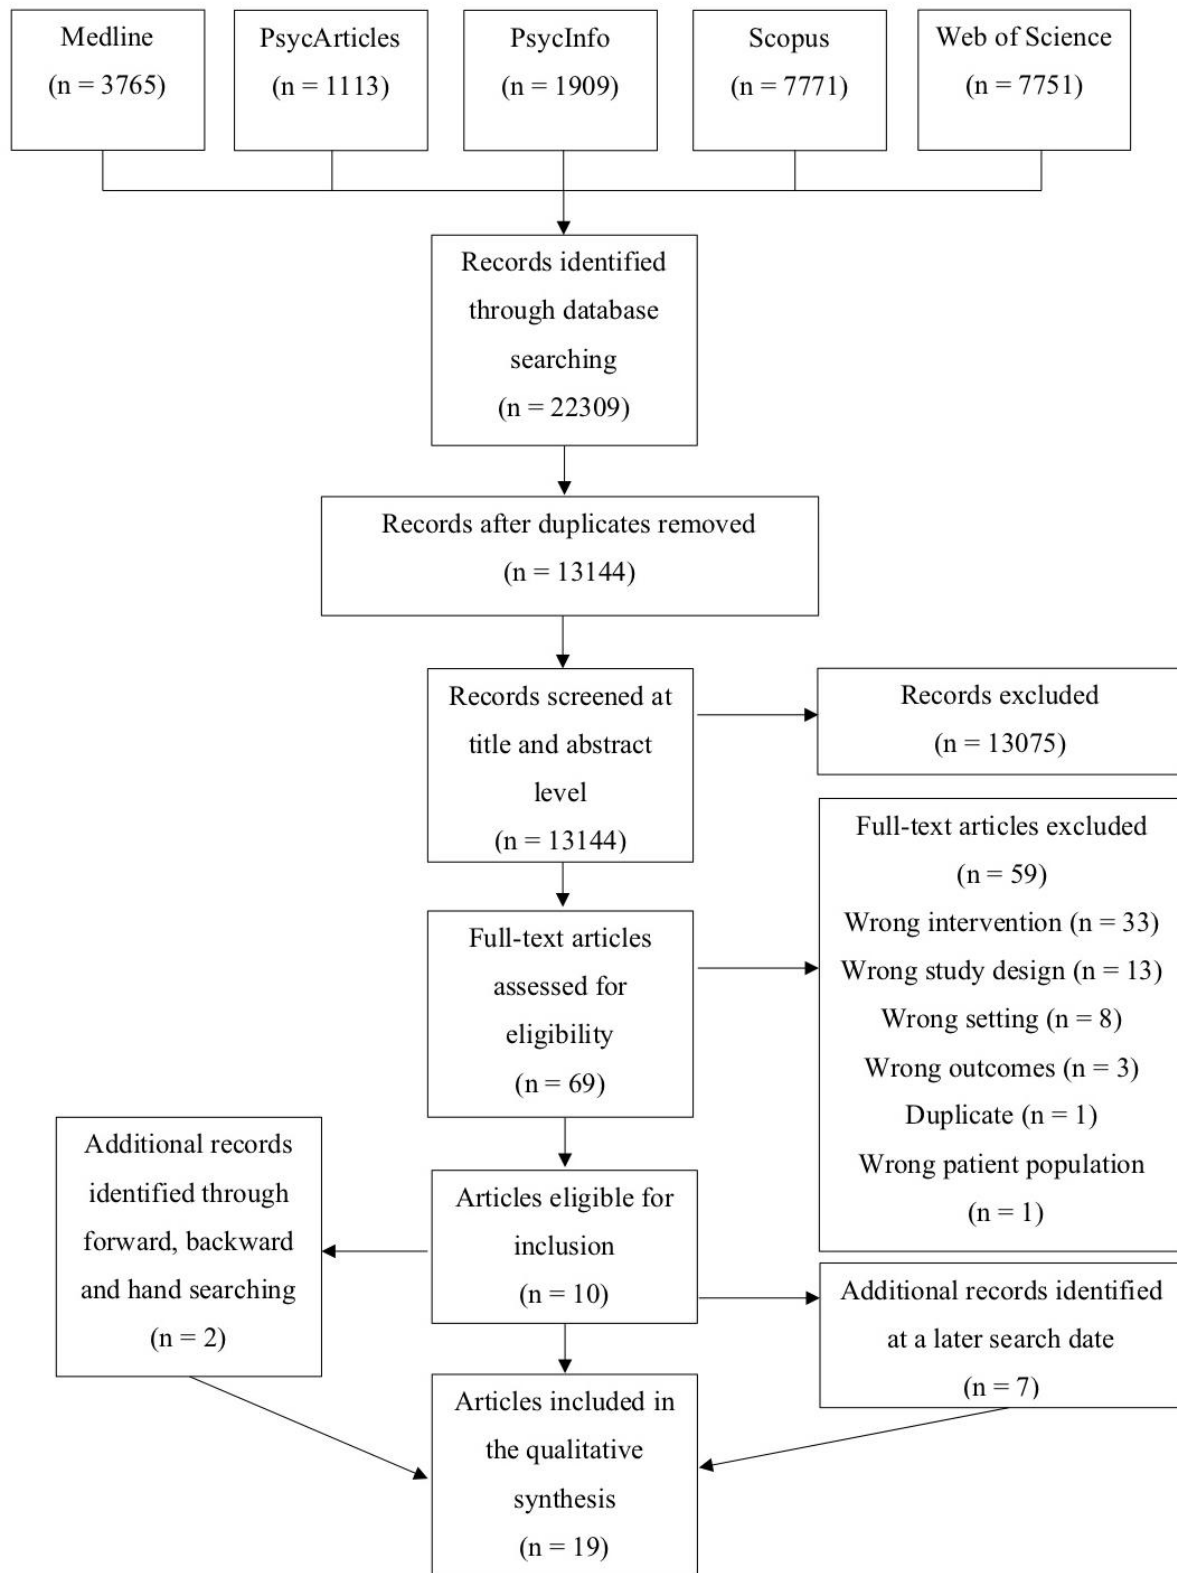 Medline
(n = 3765)
PsycArticles
(n = 1113)
PsycInfo
(n = 1909)
Scopus
(n = 7771)
Web of Science
(n = 7751)
Records identified
through database
searching
(n = 22309)
Records after duplicates removed
(n = 13144)
Records screened at
title and abstract
level
(n = 13144)
Records excluded
(n = 13075)
Full-text articles
assessed for
eligibility
(n = 69)
Full-text articles excluded
(n = 59)
Wrong intervention (n = 33)
Wrong study design (n = 13)
Wrong setting (n = 8)
Wrong outcomes (n = 3)
Duplicate (n = 1)
Wrong patient population
(n = 1)
Additional records
identified through
forward, backward
and hand searching
(n = 2)
Articles eligible for
inclusion
(n = 10)
Additional records identified
at a later search date
(n = 7)
Articles included in
the qualitative
synthesis
(n = 19)